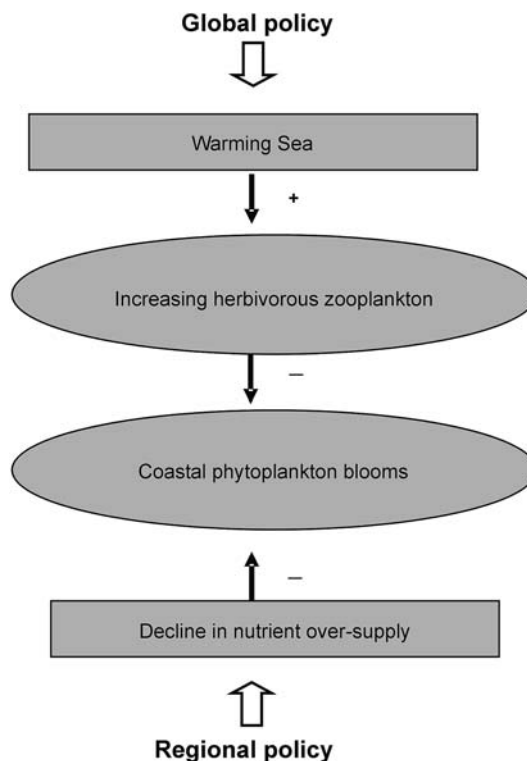 Global policy
Warming Sea
+
Increasing herbivorous zooplankton
—
Coastal phytoplankton blooms
—
Decline in nutrient over-supply
Regional policy